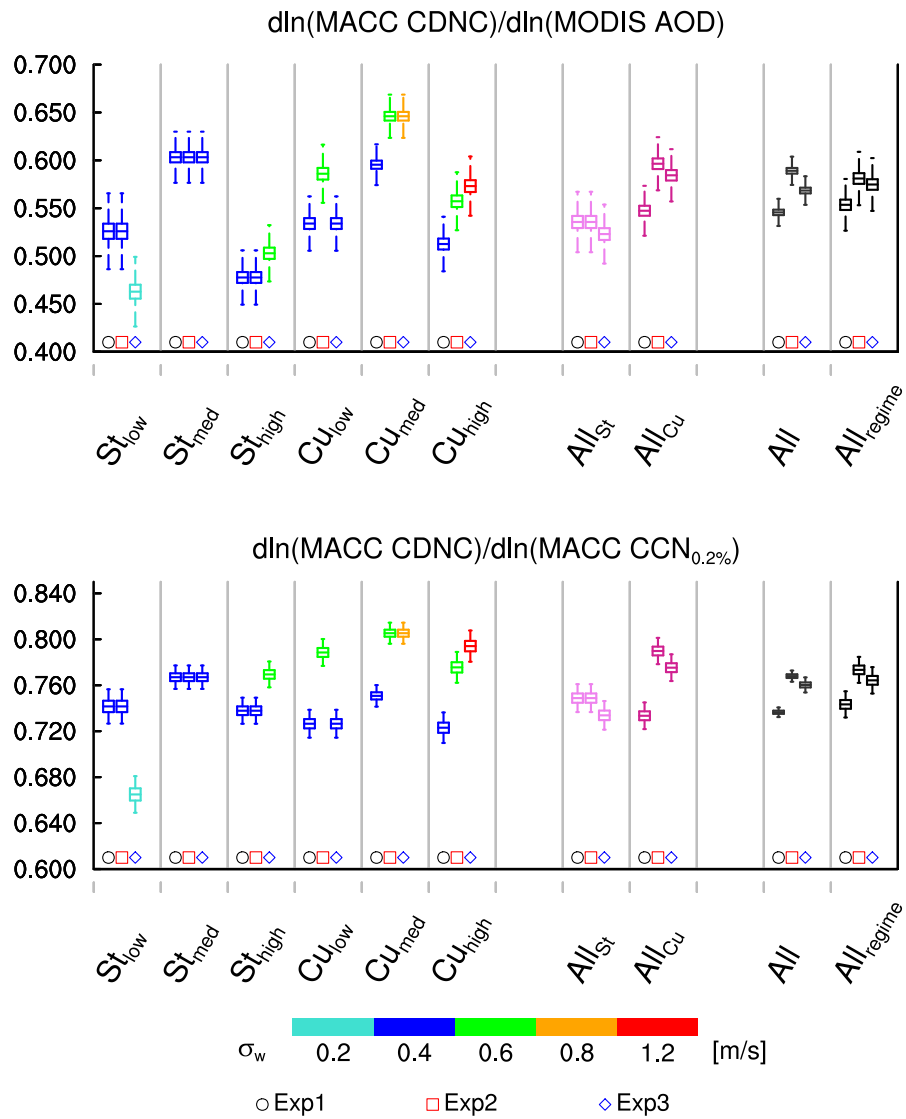 dln(MACC CDNC)/dln(MODIS AOD)
0.700
0.650
0.600
0.550
0.500
0.450
0.400
St_low St_med St_high Cu_low Cu_med Cu_high All_St All_Cu All All_regime
dln(MACC CDNC)/dln(MACC CCN_0.2%)
0.840
0.800
0.760
0.720
0.680
0.640
0.600
St_low St_med St_high Cu_low Cu_med Cu_high All_St All_Cu All All_regime
σ_w 0.2 0.4 0.6 0.8 1.2 [m/s]
Exp1 Exp2 Exp3